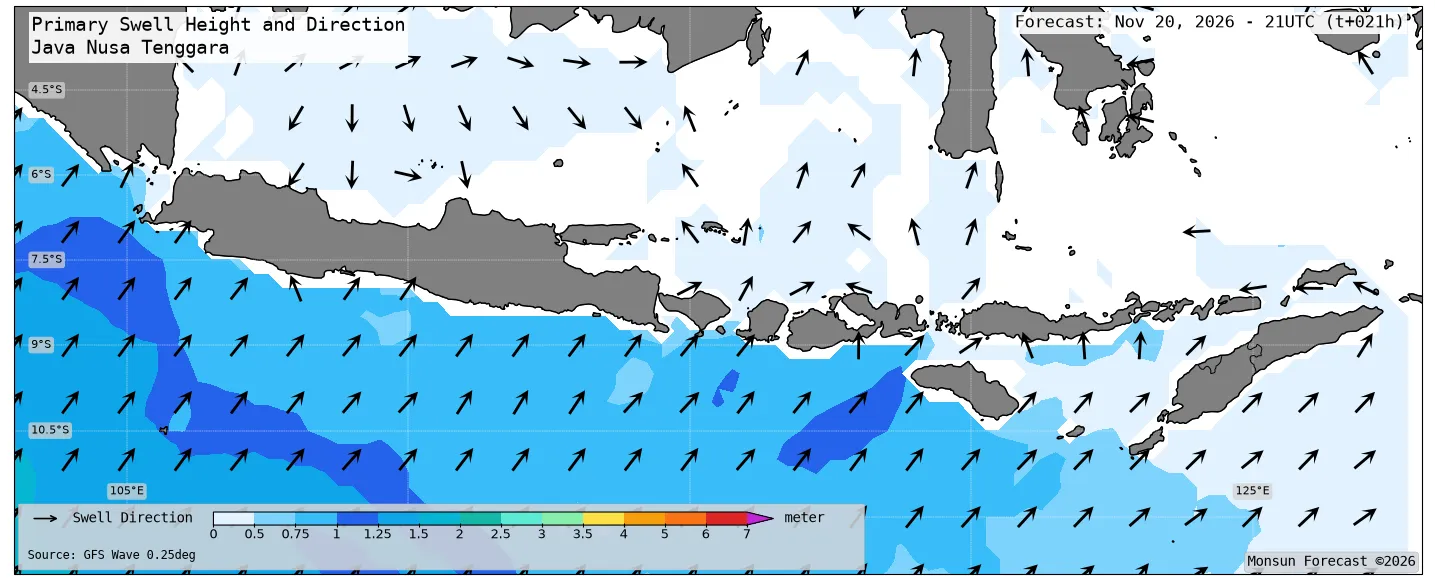 Primary Swell Height and Direction
Java Nusa Tenggara
Forecast: Nov 20, 2026 - 21UTC (t+021h)
4.5°S
6°S
7.5°S
9°S
10.5°S
105°E
125°E
Swell Direction
0 0.5 0.75 1 1.25 1.5 2 2.5 3 3.5 4 5 6 7
meter
Source: GFS Wave 0.25deg
Monsun Forecast ©2026